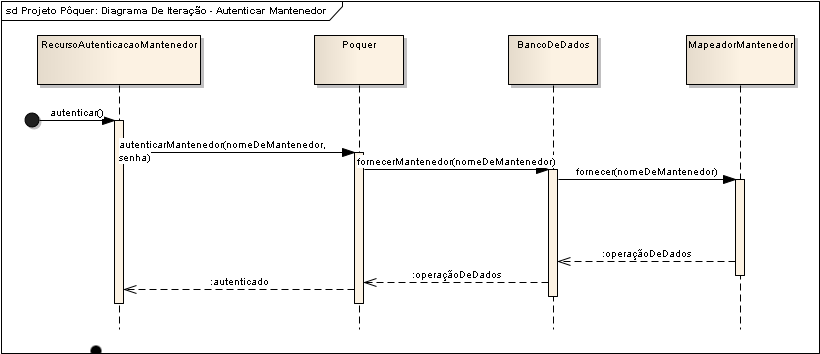 sd Projeto Pôquer: Diagrama De Iteração - Autenticar Mantenedor
RecursoAutenticacaoMantenedor
Poquer
BancoDeDados
MapeadorMantenedor
autenticar()
autenticarMantenedor(nomeDeMantenedor,
senha)
fornecerMantenedor(nomeDeMantenedor)
fornecer(nomeDeMantenedor)
:operaçãoDeDados
:operaçãoDeDados
:autenticado